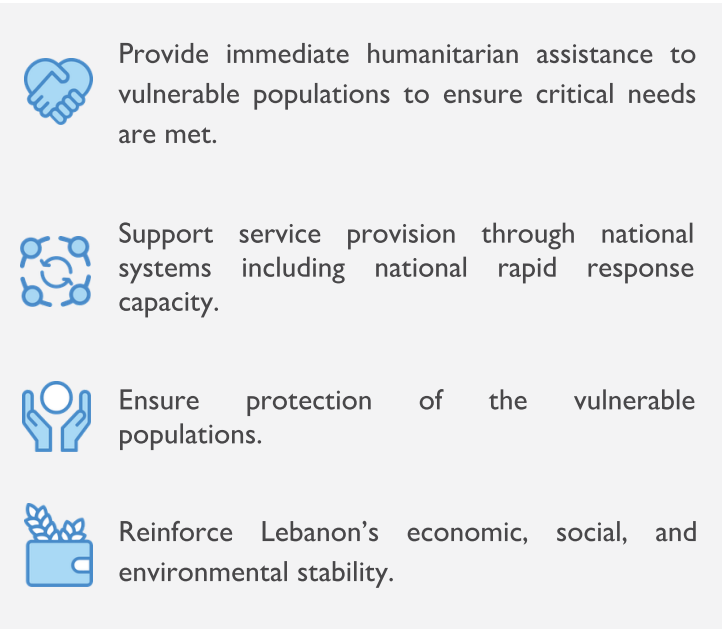 Provide immediate humanitarian assistance to
vulnerable populations to ensure critical needs
are met.
Support service provision through national
systems including national rapid response
capacity.
Ensure protection of the vulnerable
populations.
Reinforce Lebanon’s economic, social, and
environmental stability.